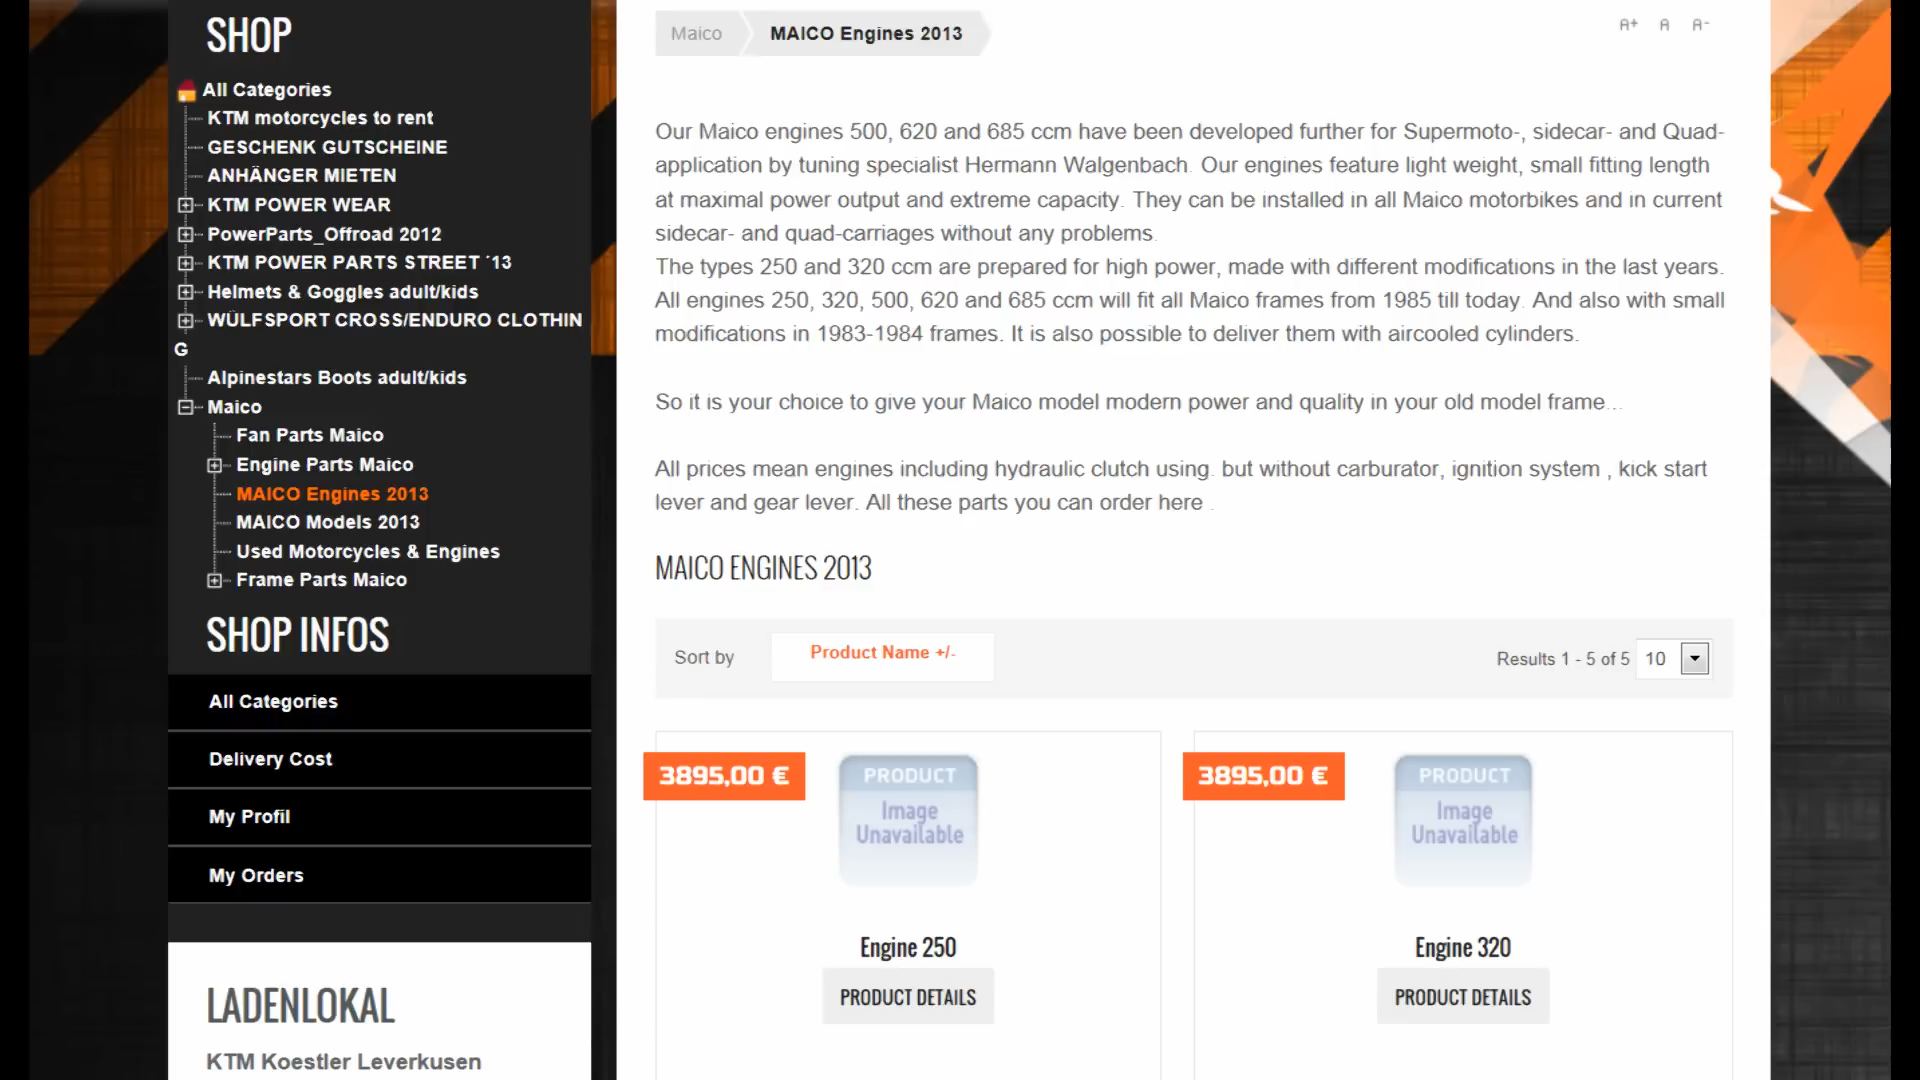 SHOP
All Categories
KTM motorcycles to rent
GESCHENK GUTSCHEINE
ANHÄNGER MIETEN
KTM POWER WEAR
PowerParts_Offroad 2012
KTM POWER PARTS STREET ´13
Helmets & Goggles adult/kids
WULFSPORT CROSS/ENDURO CLOTHIN
G
Alpinestars Boots adult/kids
Maico
Fan Parts Maico
Engine Parts Maico
MAICO Engines 2013
MAICO Models 2013
Used Motorcycles & Engines
Frame Parts Maico
SHOP INFOS
All Categories
Delivery Cost
My Profil
My Orders
LADENLOKAL
KTM Koestler Leverkusen
Maico
MAICO Engines 2013
A+ A A-
Our Maico engines 500, 620 and 685 ccm have been developed further for Supermoto-, sidecar- and Quad-
application by tuning specialist Hermann Walgenbach. Our engines feature light weight, small fitting length
at maximal power output and extreme capacity. They can be installed in all Maico motorbikes and in current
sidecar- and quad-carriages without any problems.
The types 250 and 320 ccm are prepared for high power, made with different modifications in the last years.
All engines 250, 320, 500, 620 and 685 ccm will fit all Maico frames from 1985 till today. And also with small
modifications in 1983-1984 frames. It is also possible to deliver them with aircooled cylinders.
So it is your choice to give your Maico model modern power and quality in your old model frame...
All prices mean engines including hydraulic clutch using. but without carburator, ignition system , kick start
lever and gear lever. All these parts you can order here .
MAICO ENGINES 2013
Sort by
Product Name +/-
Results 1 - 5 of 5
10
3895,00 €
PRODUCT
Image
Unavailable
Engine 250
PRODUCT DETAILS
3895,00 €
PRODUCT
Image
Unavailable
Engine 320
PRODUCT DETAILS